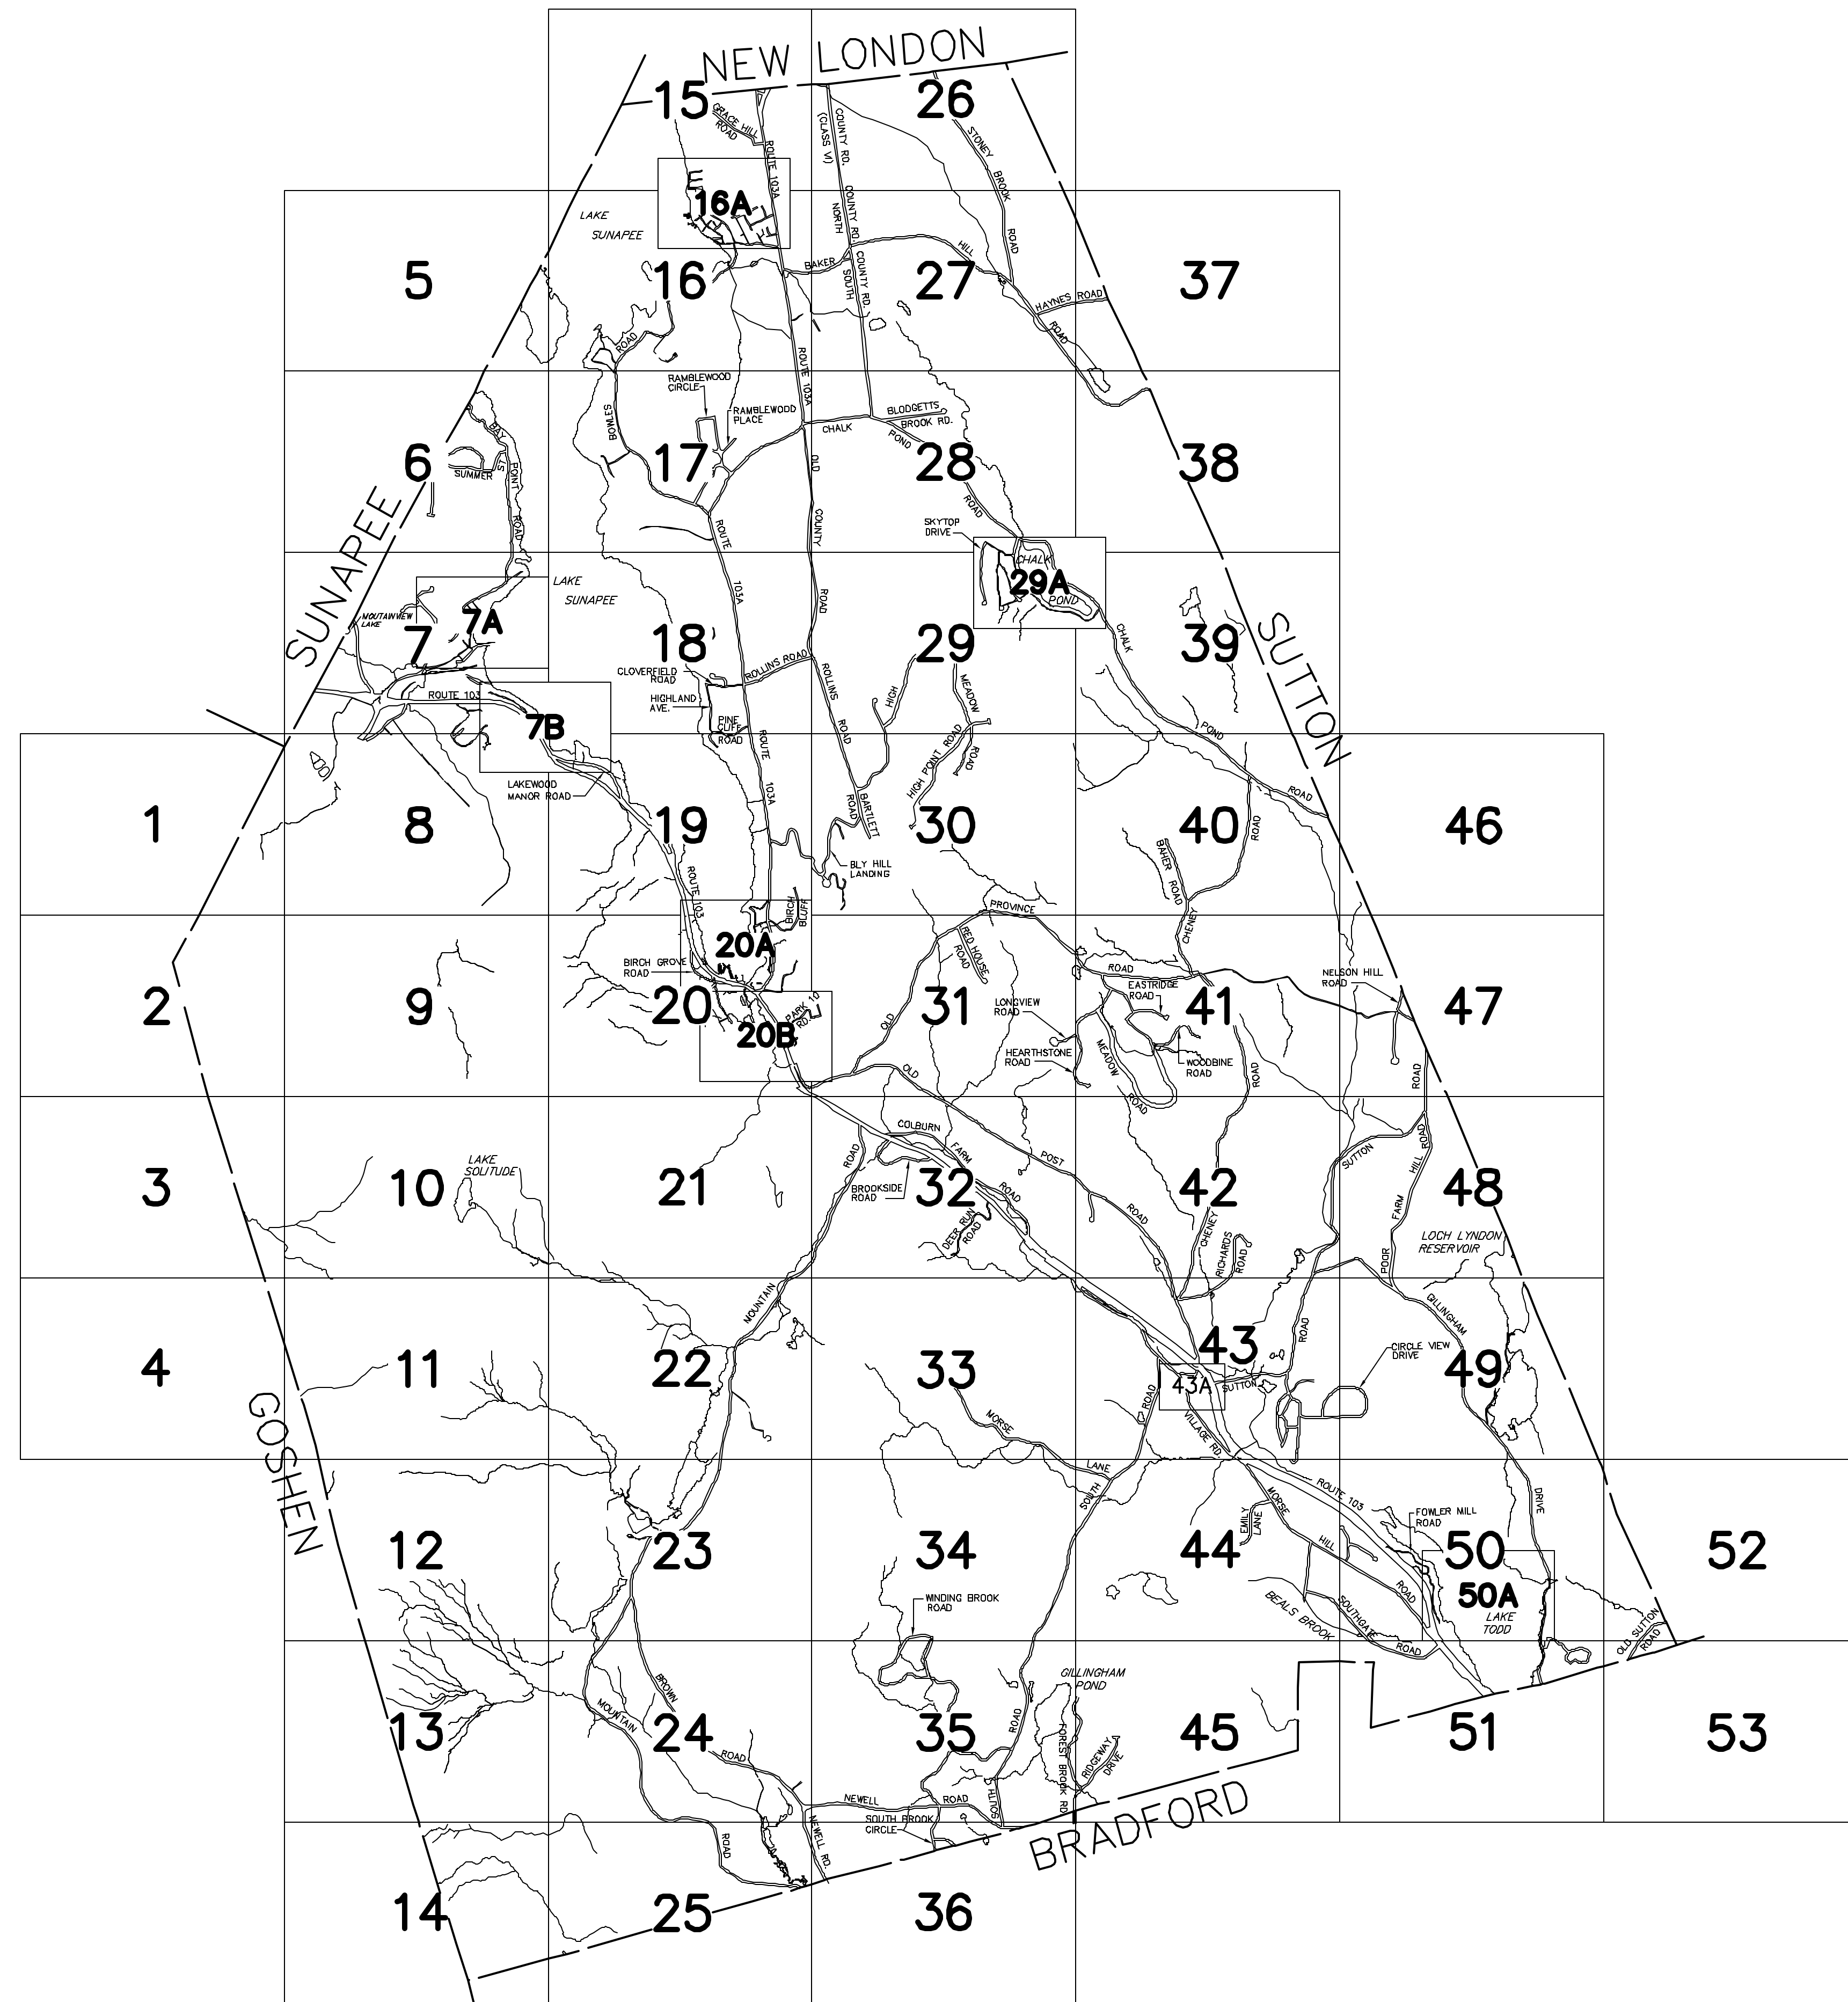 NEW LONDON
15
26
GRACE HILL
ROAD
ROUTE 103A
COUNTY RD.
(CLASS VI)
STONEY
BROOK
ROAD
16A
LAKE
SUNAPEE
COUNTY RD.
NORTH
5
16
BAKER
COUNTY RD.
SOUTH
27
HILL
37
HAYNES ROAD
ROAD
ROAD
ROUTE 103A
RAMBLEWOOD
CIRCLE
RAMBLEWOOD
PLACE
BOWLES
BLODGETTS
BROOK RD.
CHALK
POND
BAY
6
SUMMER
ST
POINT
ROAD
17
OLD
28
38
ROAD
SUNAPEE
ROUTE
COUNTY
SKYTOP
DRIVE
CHALK
29A
POND
LAKE
SUNAPEE
103A
ROAD
MOUTAINVIEW
LAKE
7A
7
18
29
CHALK
39
SUTTON
CLOVERFIELD
ROAD
ROLLINS ROAD
ROLLINS
HIGHLAND
AVE.
HIGH
MEADOW
ROUTE 103
7B
PINE
CLIFF
ROAD
ROUTE
ROAD
HIGH POINT ROAD
ROAD
POND
LAKEWOOD
MANOR ROAD
103A
ROAD
BARTLETT
ROAD
1
8
19
30
40
ROAD
46
BLY HILL
LANDING
BAHER ROAD
ROUTE 103
BIRCH
BLUFF
PROVINCE
CHENEY
20A
RED HOUSE
ROAD
BIRCH GROVE
ROAD
ROAD
NELSON HILL
ROAD
EASTRIDGE
ROAD
2
9
20
PARK 10
RD.
31
LONGVIEW
ROAD
41
47
20B
OLD
HEARTHSTONE
ROAD
MEADOW
ROAD
WOODBINE
ROAD
OLD
ROAD
ROAD
COLBURN
FARM
ROAD
POST
SUTTON
HILL ROAD
LAKE
SOLITUDE
3
10
21
BROOKSIDE
ROAD
32
ROAD
42
48
FARM
ROAD
DEER RUN
ROAD
CHENEY
RICHARDS
ROAD
LOCH LYNDON
RESERVOIR
POOR
MOUNTAIN
GILLINGHAM
ROAD
43
CIRCLE VIEW
DRIVE
4
11
22
33
43A
SUTTON
49
GOSHEN
ROAD
MORSE
VILLAGE RD.
LANE
SOUTH
ROUTE 103
MORSE
DRIVE
FOWLER MILL
ROAD
EMILY
LANE
12
23
34
44
HILL
50
52
WINDING BROOK
ROAD
ROAD
50A
BEALS BROOK
SOUTHGATE
ROAD
LAKE
TODD
OLD SUTTON
ROAD
GILLINGHAM
POND
BROWN
MOUNTAIN
13
24
35
ROAD
45
51
53
ROAD
FOREST BROOK RD.
RIDGEWAY
DRIVE
NEWELL
ROAD
SOUTH
SOUTH BROOK
CIRCLE
NEWELL RD.
ROAD
BRADFORD
14
25
36